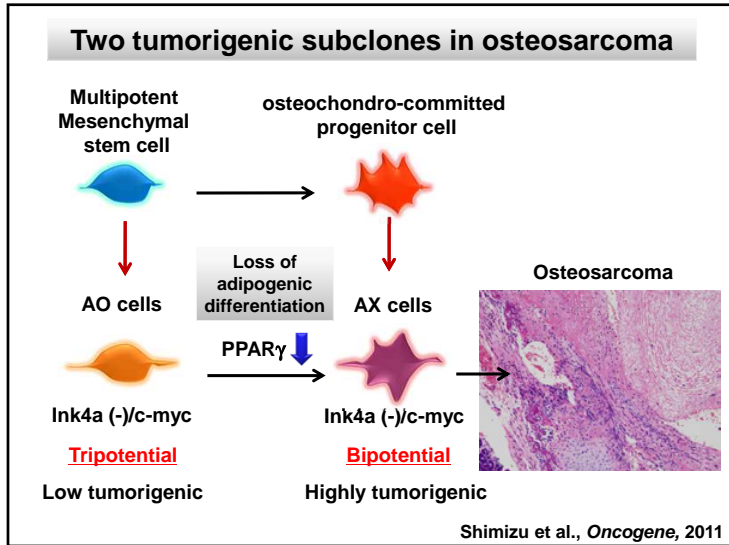 Two tumorigenic subclones in osteosarcoma
Multipotent
Mesenchymal
stem cell
osteochondro-committed
progenitor cell
Loss of
adipogenic
differentiation
AO cells
AX cells
Osteosarcoma
PPARγ
Ink4a (-)/c-myc
Ink4a (-)/c-myc
Tripotential
Bipotential
Low tumorigenic
Highly tumorigenic
Shimizu et al., Oncogene, 2011